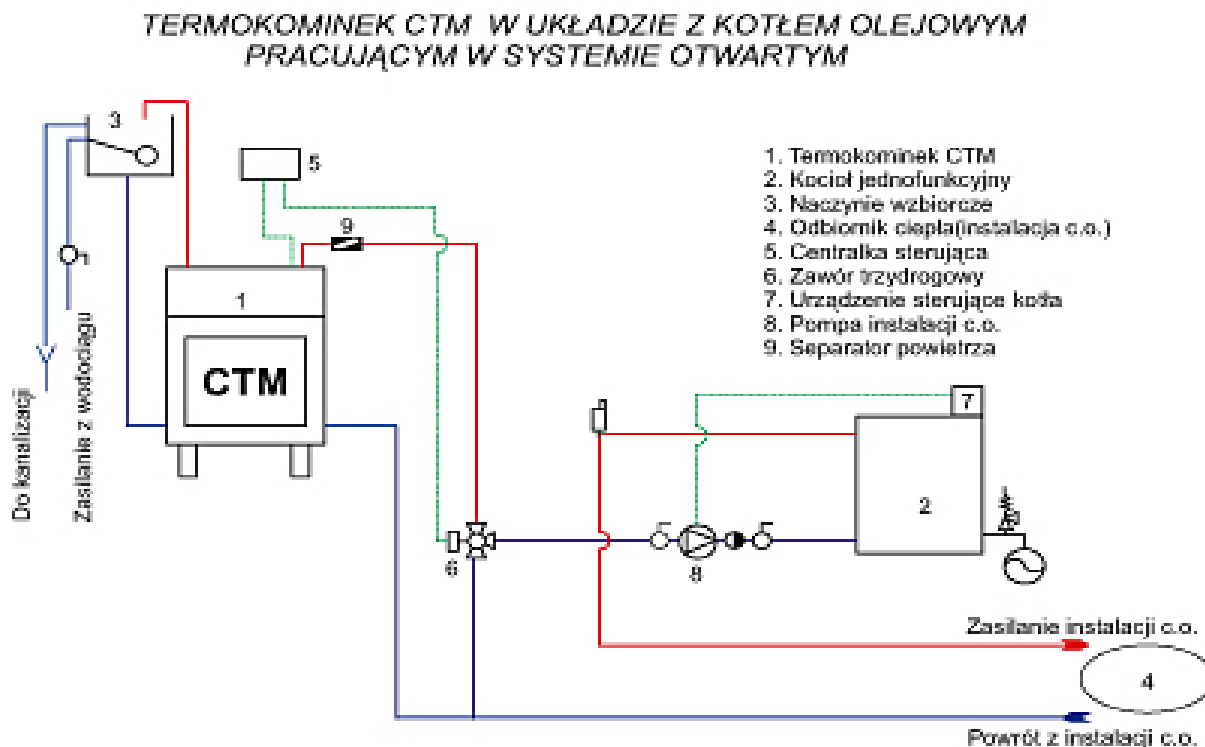 TERMOKOMINEK CTM W UKŁADZIE Z KOTŁEM OLEJOWYM
PRACUJĄCYM W SYSTEMIE OTWARTYM
3
5
9
1
CTM
Do kanalizacji
Zasilanie z wodociągu
1. Termokominek CTM
2. Kocioł jednofunkcyjny
3. Naczynie wzbiorcze
4. Odbiornik ciepła(instalacja c.o.)
5. Centralka sterująca
6. Zawór trzydrogowy
7. Urządzenie sterujące kotła
8. Pompa instalacji c.o.
9. Separator powietrza
7
2
6
8
Zasilanie instalacji c.o.
4
Powrót z instalacji c.o.